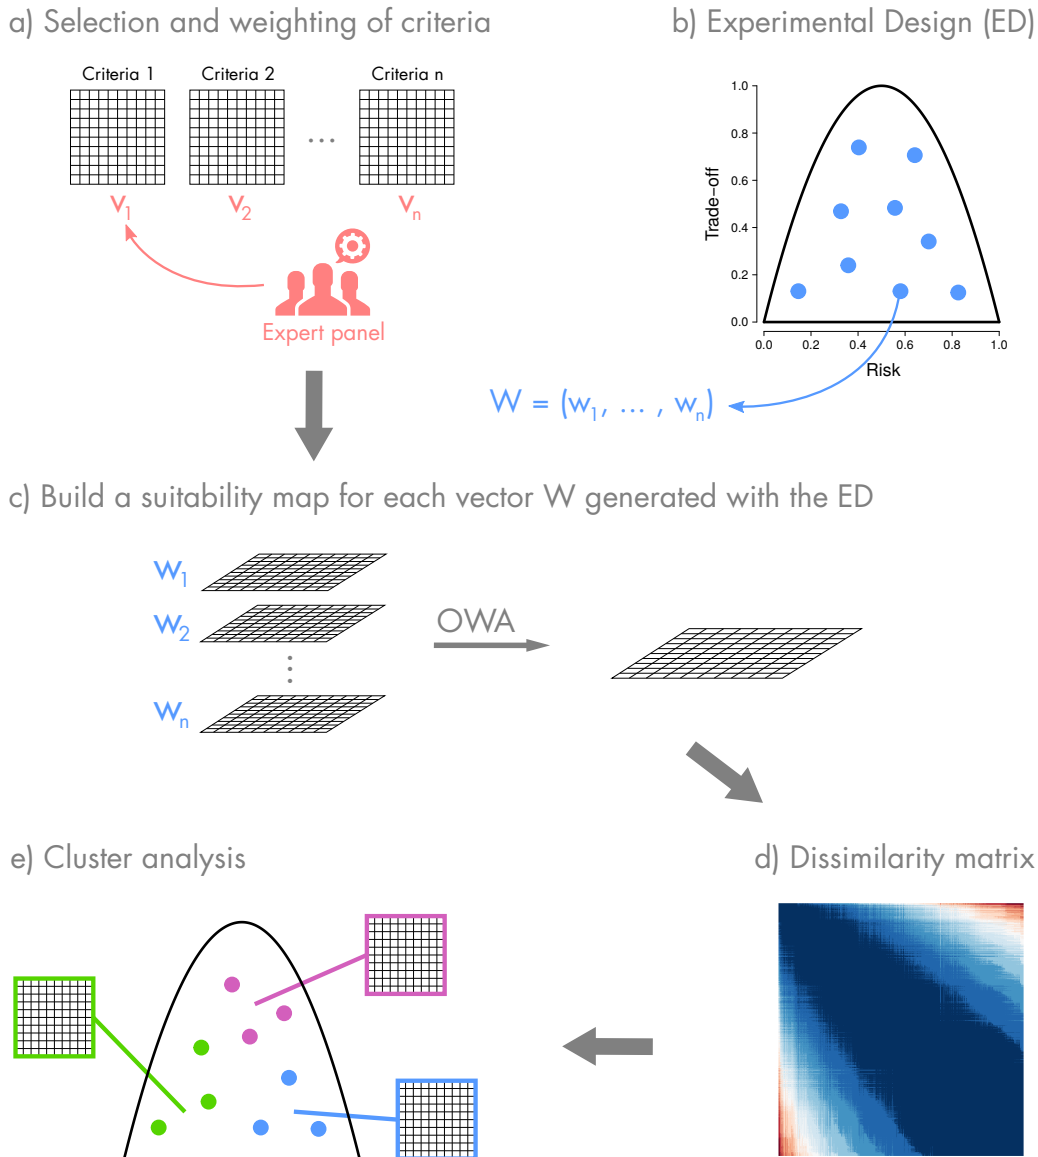 a) Selection and weighting of criteria
b) Experimental Design (ED)
Criteria 1
Criteria 2
Criteria n
...
v1
v2
vn
Expert panel
Trade−off
1.0
0.8
0.6
0.4
0.2
0.0
0.0
0.2
0.4
0.6
0.8
1.0
Risk
W = (w1, ... , wn)
c) Build a suitability map for each vector W generated with the ED
w1
w2
⋮
wn
OWA
e) Cluster analysis
d) Dissimilarity matrix